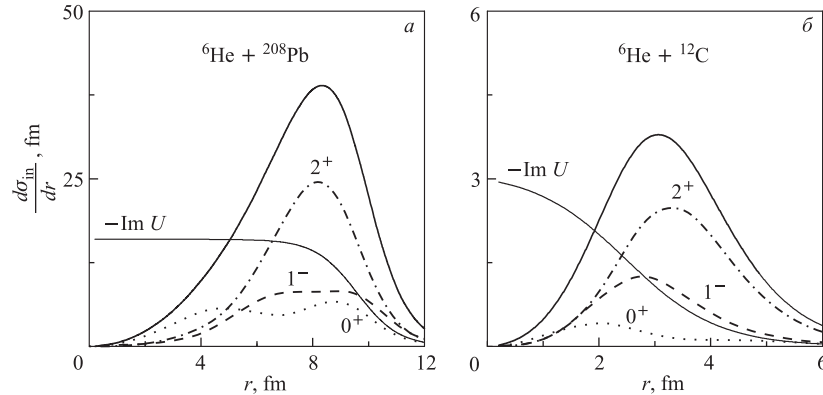 50
25
0
dσ_in/dr, fm
а
⁶He + ²⁰⁸Pb
−Im U
2⁺
1⁻
0⁺
4
8
12
r, fm
6
3
0
б
⁶He + ¹²C
−Im U
2⁺
1⁻
0⁺
2
4
6
r, fm